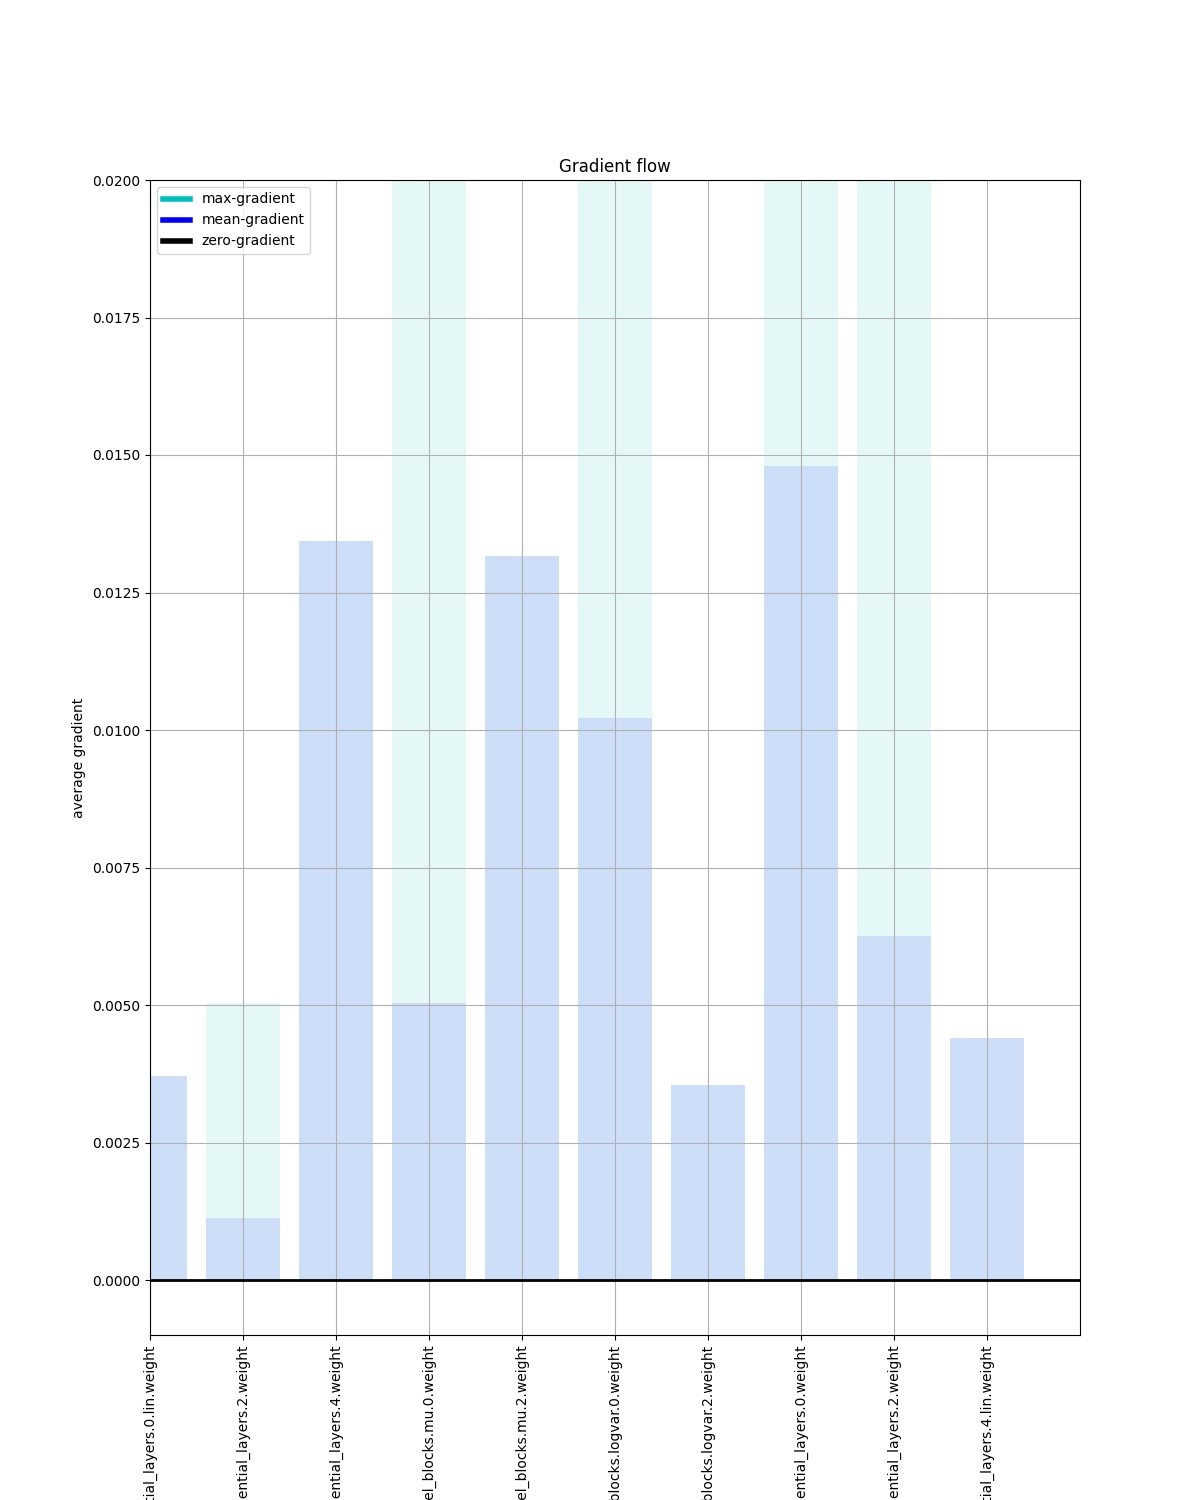 Gradient flow
max-gradient
mean-gradient
zero-gradient
0.0200
0.0175
0.0150
0.0125
0.0100
0.0075
0.0050
0.0025
0.0000
average gradient
tial_layers.0.lin.weight
ential_layers.2.weight
ential_layers.4.weight
el_blocks.mu.0.weight
el_blocks.mu.2.weight
blocks.logvar.0.weight
blocks.logvar.2.weight
ential_layers.0.weight
ential_layers.2.weight
tial_layers.4.lin.weight